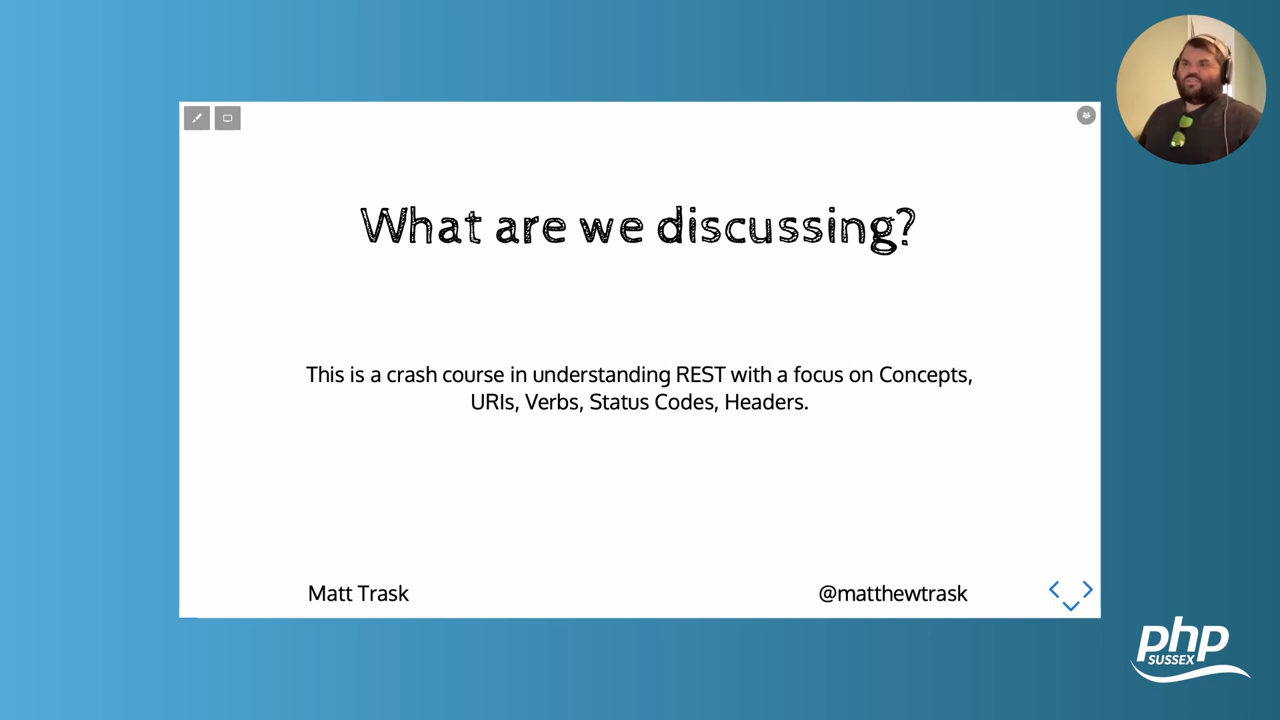 What are we discussing?
This is a crash course in understanding REST with a focus on Concepts,
URIs, Verbs, Status Codes, Headers.
Matt Trask
@matthewtrask
php
SUSSEX